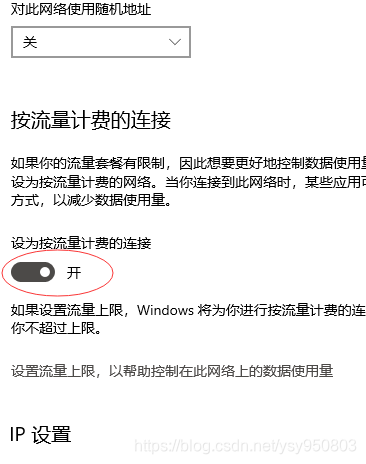 对此网络使用随机地址
关
按流量计费的连接
如果你的流量套餐有限制，因此想要更好地控制数据使用量
设为按流量计费的网络。当你连接到此网络时，某些应用可
方式，以减少数据使用量。
设为按流量计费的连接
开
如果设置流量上限，Windows 将为你进行按流量计费的连
你不超过上限。
设置流量上限，以帮助控制在此网络上的数据使用量
IP 设置
https://blog.csdn.net/ysy950803